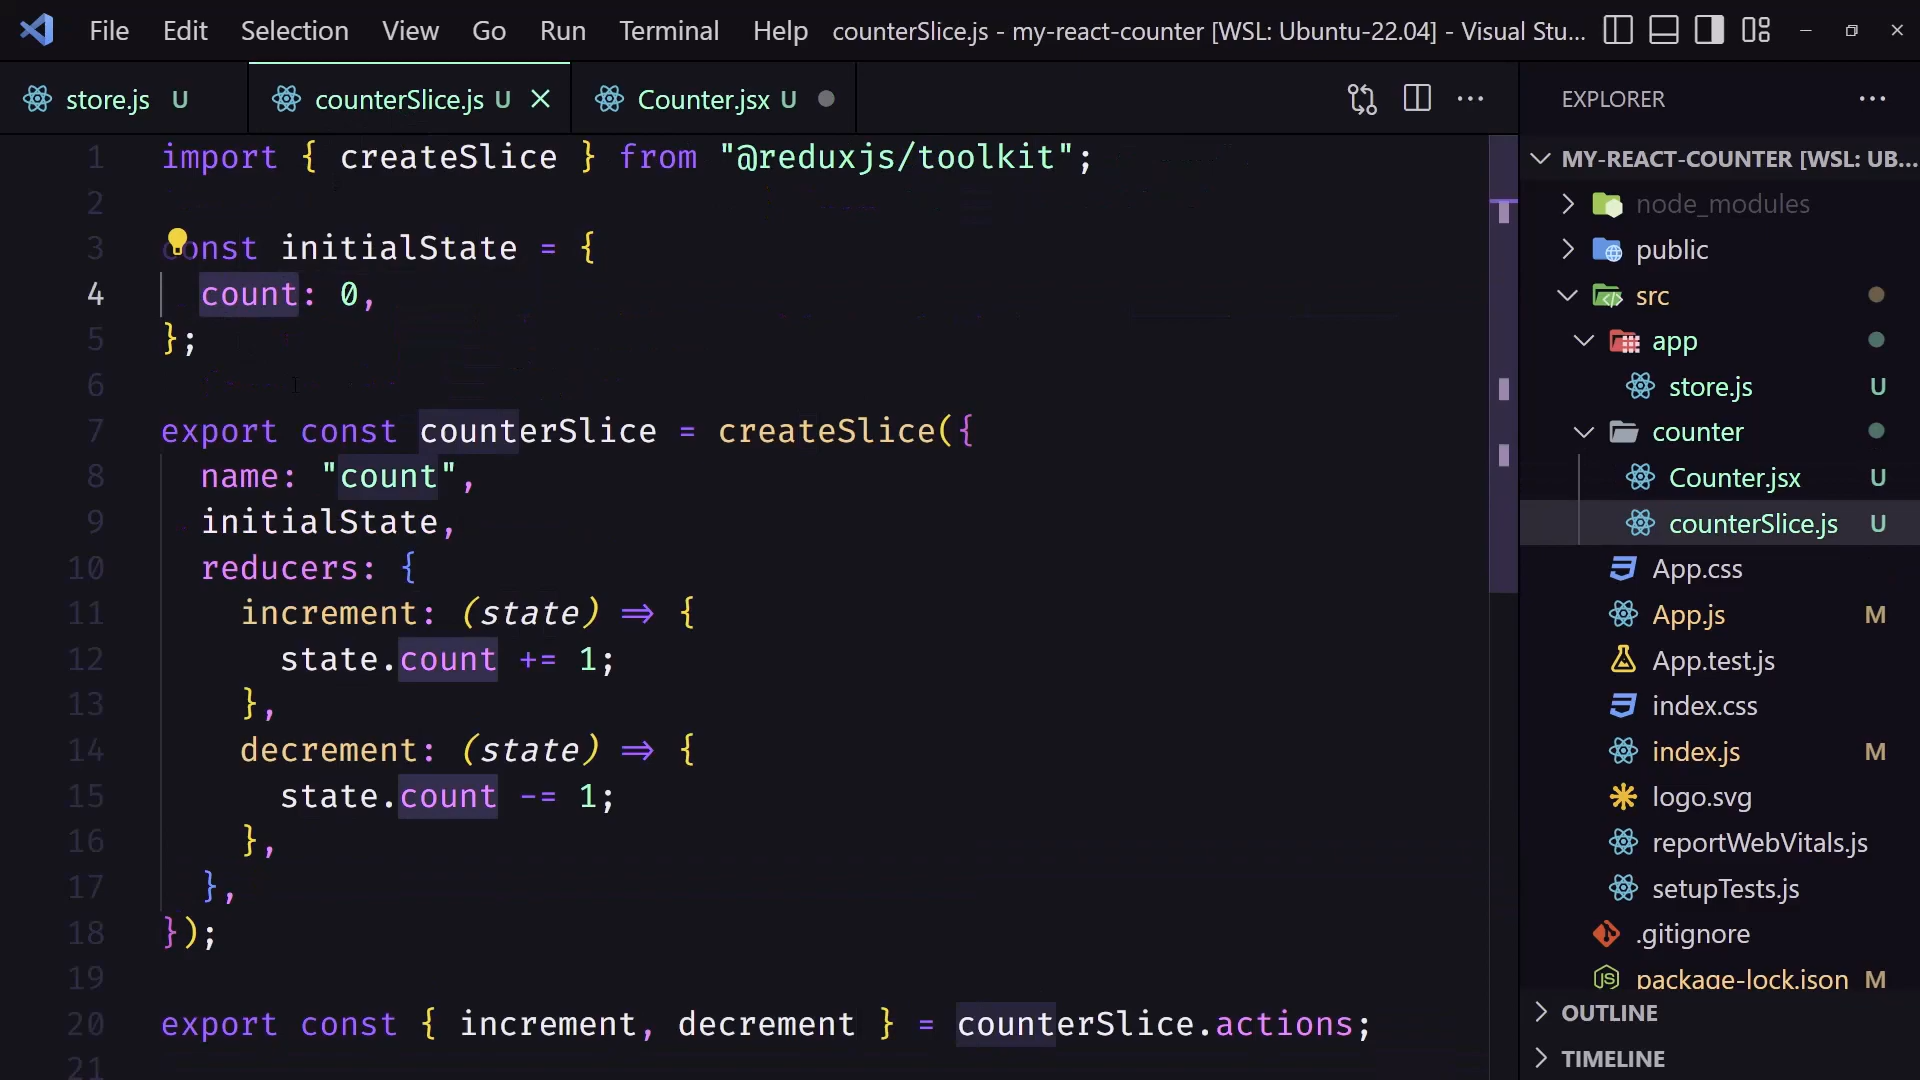 File Edit Selection View Go Run Terminal Help counterSlice.js - my-react-counter [WSL: Ubuntu-22.04] - Visual Stu...
store.js U counterSlice.js U Counter.jsx U
1 import { createSlice } from "@reduxjs/toolkit";
2
3 const initialState = {
4 count: 0,
5 };
6
7 export const counterSlice = createSlice({
8 name: "count",
9 initialState,
10 reducers: {
11 increment: (state) => {
12 state.count += 1;
13 },
14 decrement: (state) => {
15 state.count -= 1;
16 },
17 },
18 });
19
20 export const { increment, decrement } = counterSlice.actions;
21
EXPLORER
MY-REACT-COUNTER [WSL: UB...
node_modules
public
src
app
store.js U
counter
Counter.jsx U
counterSlice.js U
App.css
App.js M
App.test.js
index.css
index.js M
logo.svg
reportWebVitals.js
setupTests.js
.gitignore
package-lock.json M
OUTLINE
TIMELINE